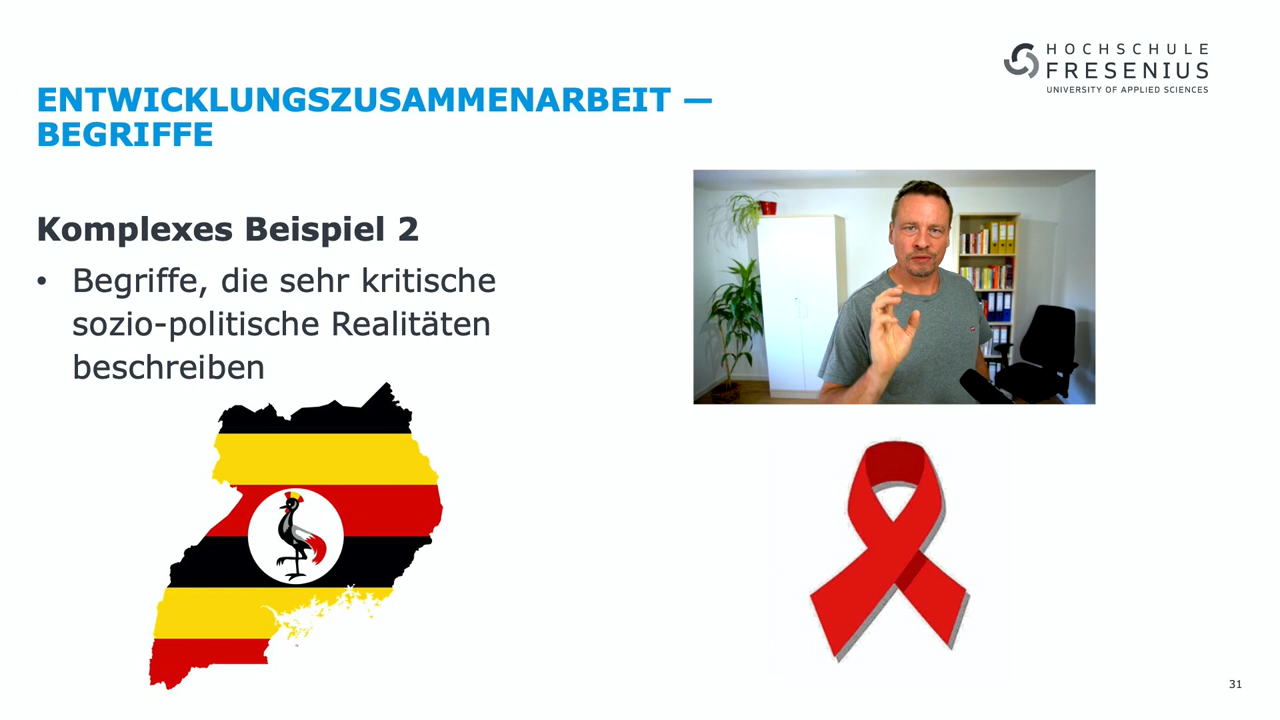 HOCHSCHULE
FRESENIUS
UNIVERSITY OF APPLIED SCIENCES
ENTWICKLUNGSZUSAMMENARBEIT —
BEGRIFFE
Komplexes Beispiel 2
• Begriffe, die sehr kritische
sozio-politische Realitäten
beschreiben
31